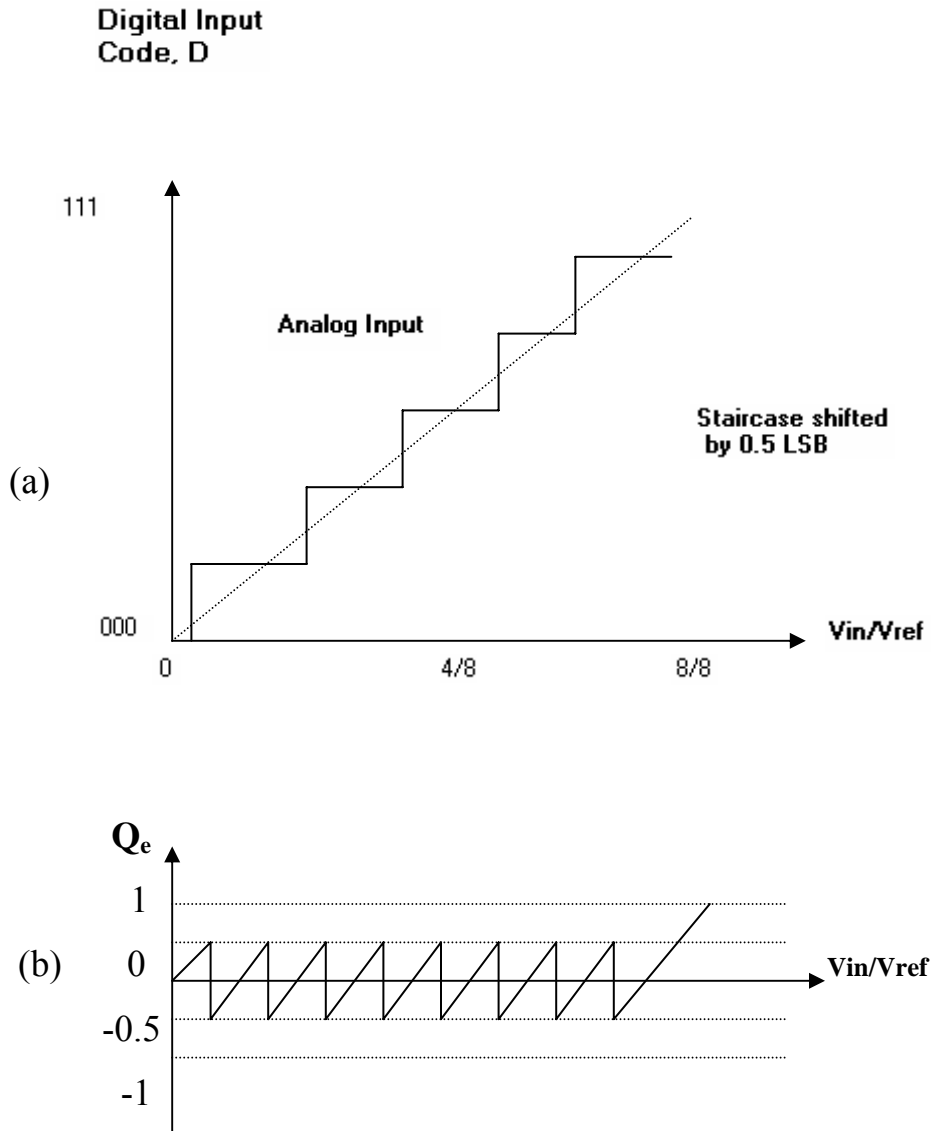 Digital Input
Code, D
111
Analog Input
Staircase shifted
by 0.5 LSB
(a)
000
Vin/Vref
0
4/8
8/8
Qe
1
(b)
0
Vin/Vref
-0.5
-1